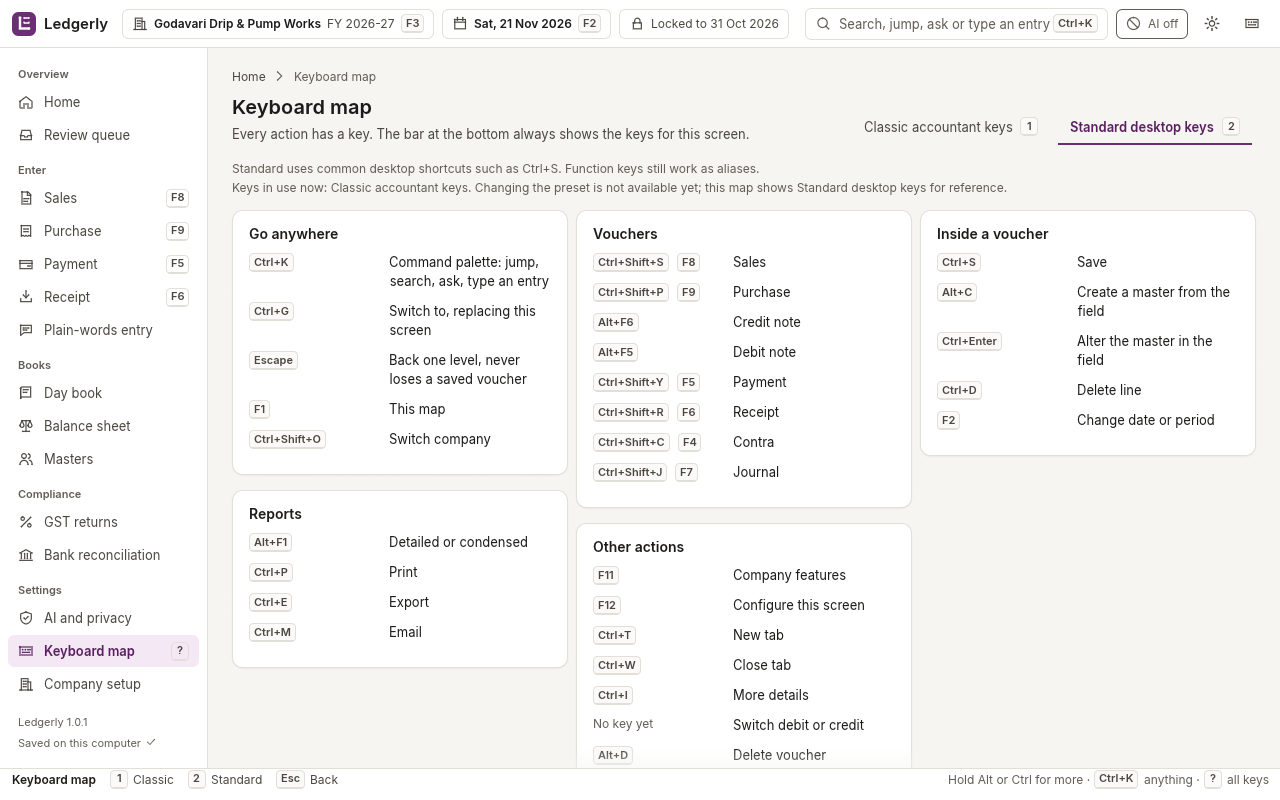 Ledgerly
Godavari Drip & Pump Works FY 2026-27 F3
Sat, 21 Nov 2026 F2
Locked to 31 Oct 2026
Search, jump, ask or type an entry Ctrl+K
AI off
Overview
Home
Review queue
Enter
Sales F8
Purchase F9
Payment F5
Receipt F6
Plain-words entry
Books
Day book
Balance sheet
Masters
Compliance
GST returns
Bank reconciliation
Settings
AI and privacy
Keyboard map ?
Company setup
Ledgerly 1.0.1
Saved on this computer
Home Keyboard map
Keyboard map
Every action has a key. The bar at the bottom always shows the keys for this screen.
Classic accountant keys 1
Standard desktop keys 2
Standard uses common desktop shortcuts such as Ctrl+S. Function keys still work as aliases.
Keys in use now: Classic accountant keys. Changing the preset is not available yet; this map shows Standard desktop keys for reference.
Go anywhere
Ctrl+K Command palette: jump,
search, ask, type an entry
Ctrl+G Switch to, replacing this
screen
Escape Back one level, never
loses a saved voucher
F1 This map
Ctrl+Shift+O Switch company
Reports
Alt+F1 Detailed or condensed
Ctrl+P Print
Ctrl+E Export
Ctrl+M Email
Vouchers
Ctrl+Shift+S F8 Sales
Ctrl+Shift+P F9 Purchase
Alt+F6 Credit note
Alt+F5 Debit note
Ctrl+Shift+Y F5 Payment
Ctrl+Shift+R F6 Receipt
Ctrl+Shift+C F4 Contra
Ctrl+Shift+J F7 Journal
Other actions
F11 Company features
F12 Configure this screen
Ctrl+T New tab
Ctrl+W Close tab
Ctrl+I More details
No key yet Switch debit or credit
Alt+D Delete voucher
Inside a voucher
Ctrl+S Save
Alt+C Create a master from the
field
Ctrl+Enter Alter the master in the
field
Ctrl+D Delete line
F2 Change date or period
Keyboard map 1 Classic 2 Standard Esc Back
Hold Alt or Ctrl for more · Ctrl+K anything · ? all keys